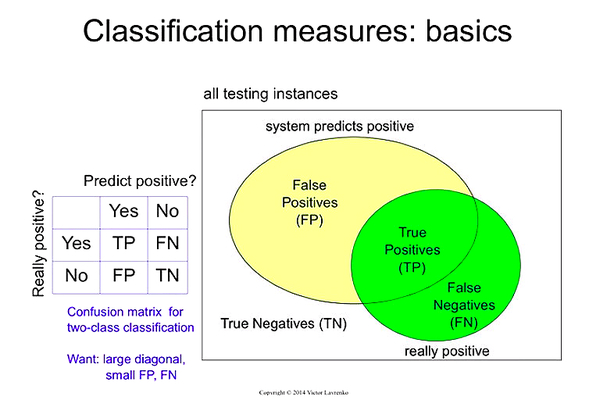 Classification measures: basics
all testing instances
system predicts positive
False
Positives
(FP)
True
Positives
(TP)
False
Negatives
(FN)
True Negatives (TN)
really positive
Predict positive?
Really positive?
Yes No
Yes TP FN
No FP TN
Confusion matrix for
two-class classification
Want: large diagonal,
small FP, FN
Copyright © 2014 Victor Lavrenko